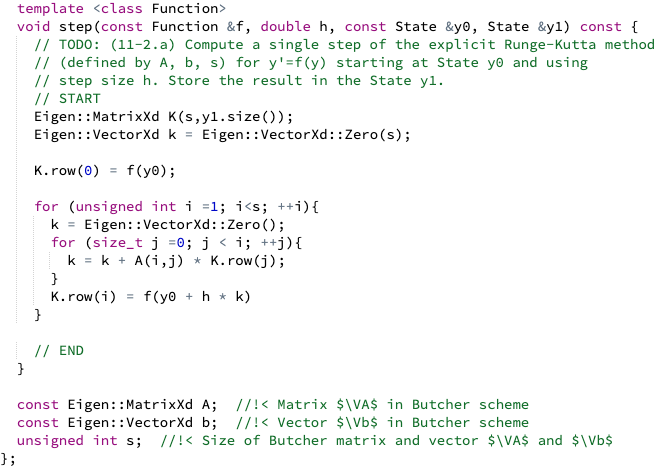 template <class Function>
void step(const Function &f, double h, const State &y0, State &y1) const {
// TODO: (11-2.a) Compute a single step of the explicit Runge-Kutta method
// (defined by A, b, s) for y'=f(y) starting at State y0 and using
// step size h. Store the result in the State y1.
// START
Eigen::MatrixXd K(s,y1.size());
Eigen::VectorXd k = Eigen::VectorXd::Zero(s);
K.row(0) = f(y0);
for (unsigned int i =1; i<s; ++i){
k = Eigen::VectorXd::Zero();
for (size_t j =0; j < i; ++j){
k = k + A(i,j) * K.row(j);
}
K.row(i) = f(y0 + h * k)
}
// END
}
const Eigen::MatrixXd A;  //!< Matrix $\VA$ in Butcher scheme
const Eigen::VectorXd b;  //!< Vector $\Vb$ in Butcher scheme
unsigned int s;  //!< Size of Butcher matrix and vector $\VA$ and $\Vb$
};